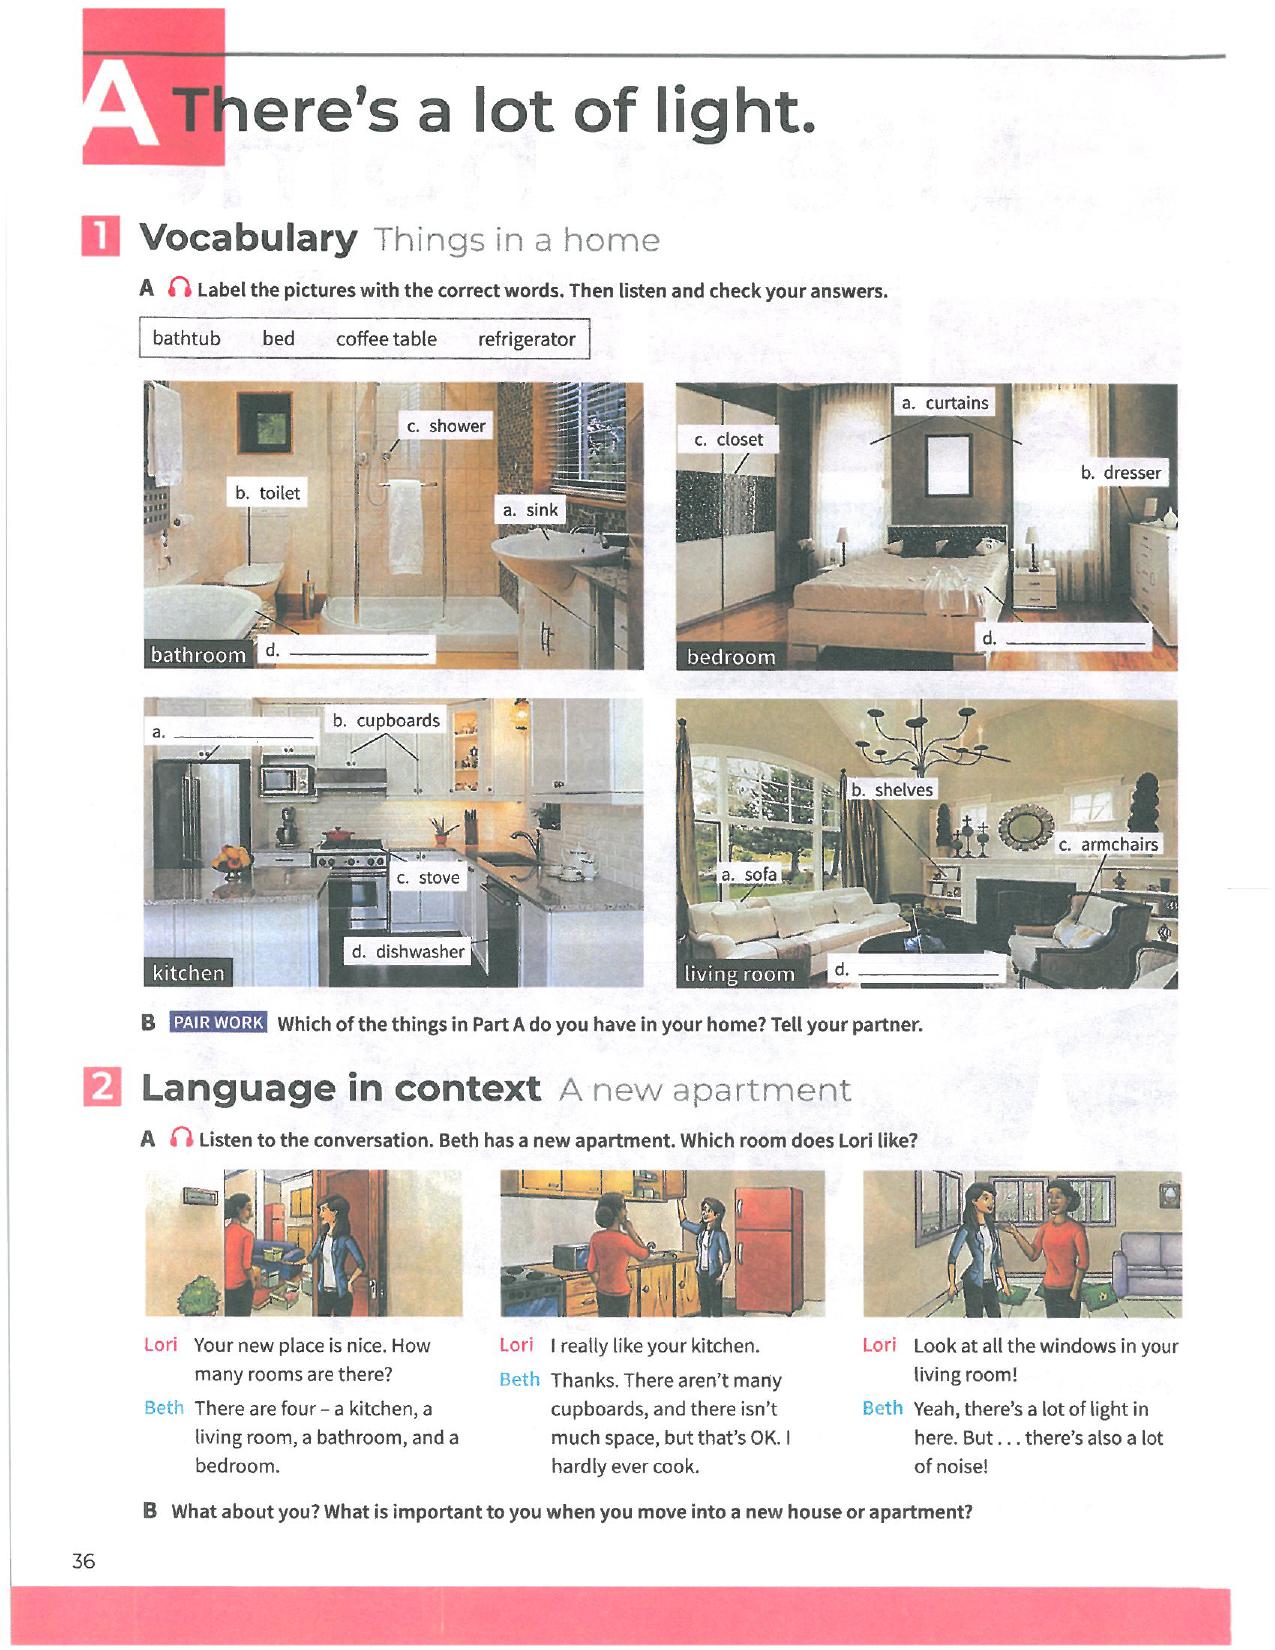 A There's a lot of light.
1 Vocabulary Things in a home
A Label the pictures with the correct words. Then listen and check your answers.
bathtub bed coffee table refrigerator
c. shower
b. toilet
a. sink
bathroom
d. ____________
a. curtains
c. closet
b. dresser
d. ____________
bedroom
a. ____________
b. cupboards
c. stove
d. dishwasher
kitchen
b. shelves
c. armchairs
a. sofa
living room
d. ____________
B PAIR WORK Which of the things in Part A do you have in your home? Tell your partner.
2 Language in context A new apartment
A Listen to the conversation. Beth has a new apartment. Which room does Lori like?
Lori Your new place is nice. How
many rooms are there?
Beth There are four – a kitchen, a
living room, a bathroom, and a
bedroom.
Lori I really like your kitchen.
Beth Thanks. There aren't many
cupboards, and there isn't
much space, but that's OK. I
hardly ever cook.
Lori Look at all the windows in your
living room!
Beth Yeah, there's a lot of light in
here. But . . . there's also a lot
of noise!
B What about you? What is important to you when you move into a new house or apartment?
36